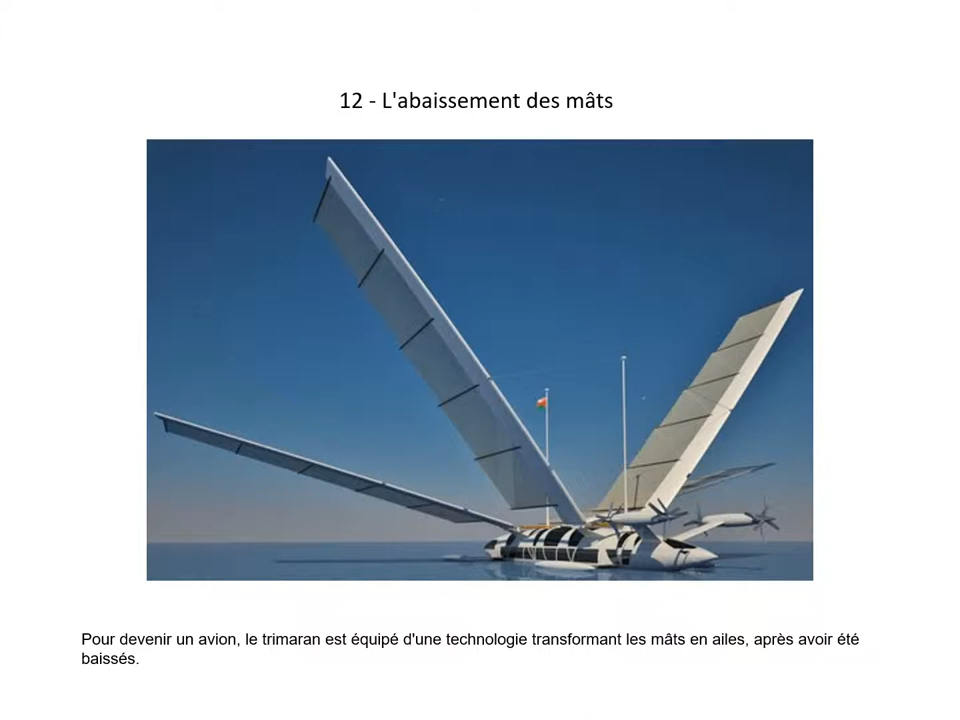 12 - L'abaissement des mâts
Pour devenir un avion, le trimaran est équipé d'une technologie transformant les mâts en ailes, après avoir été
baissés.